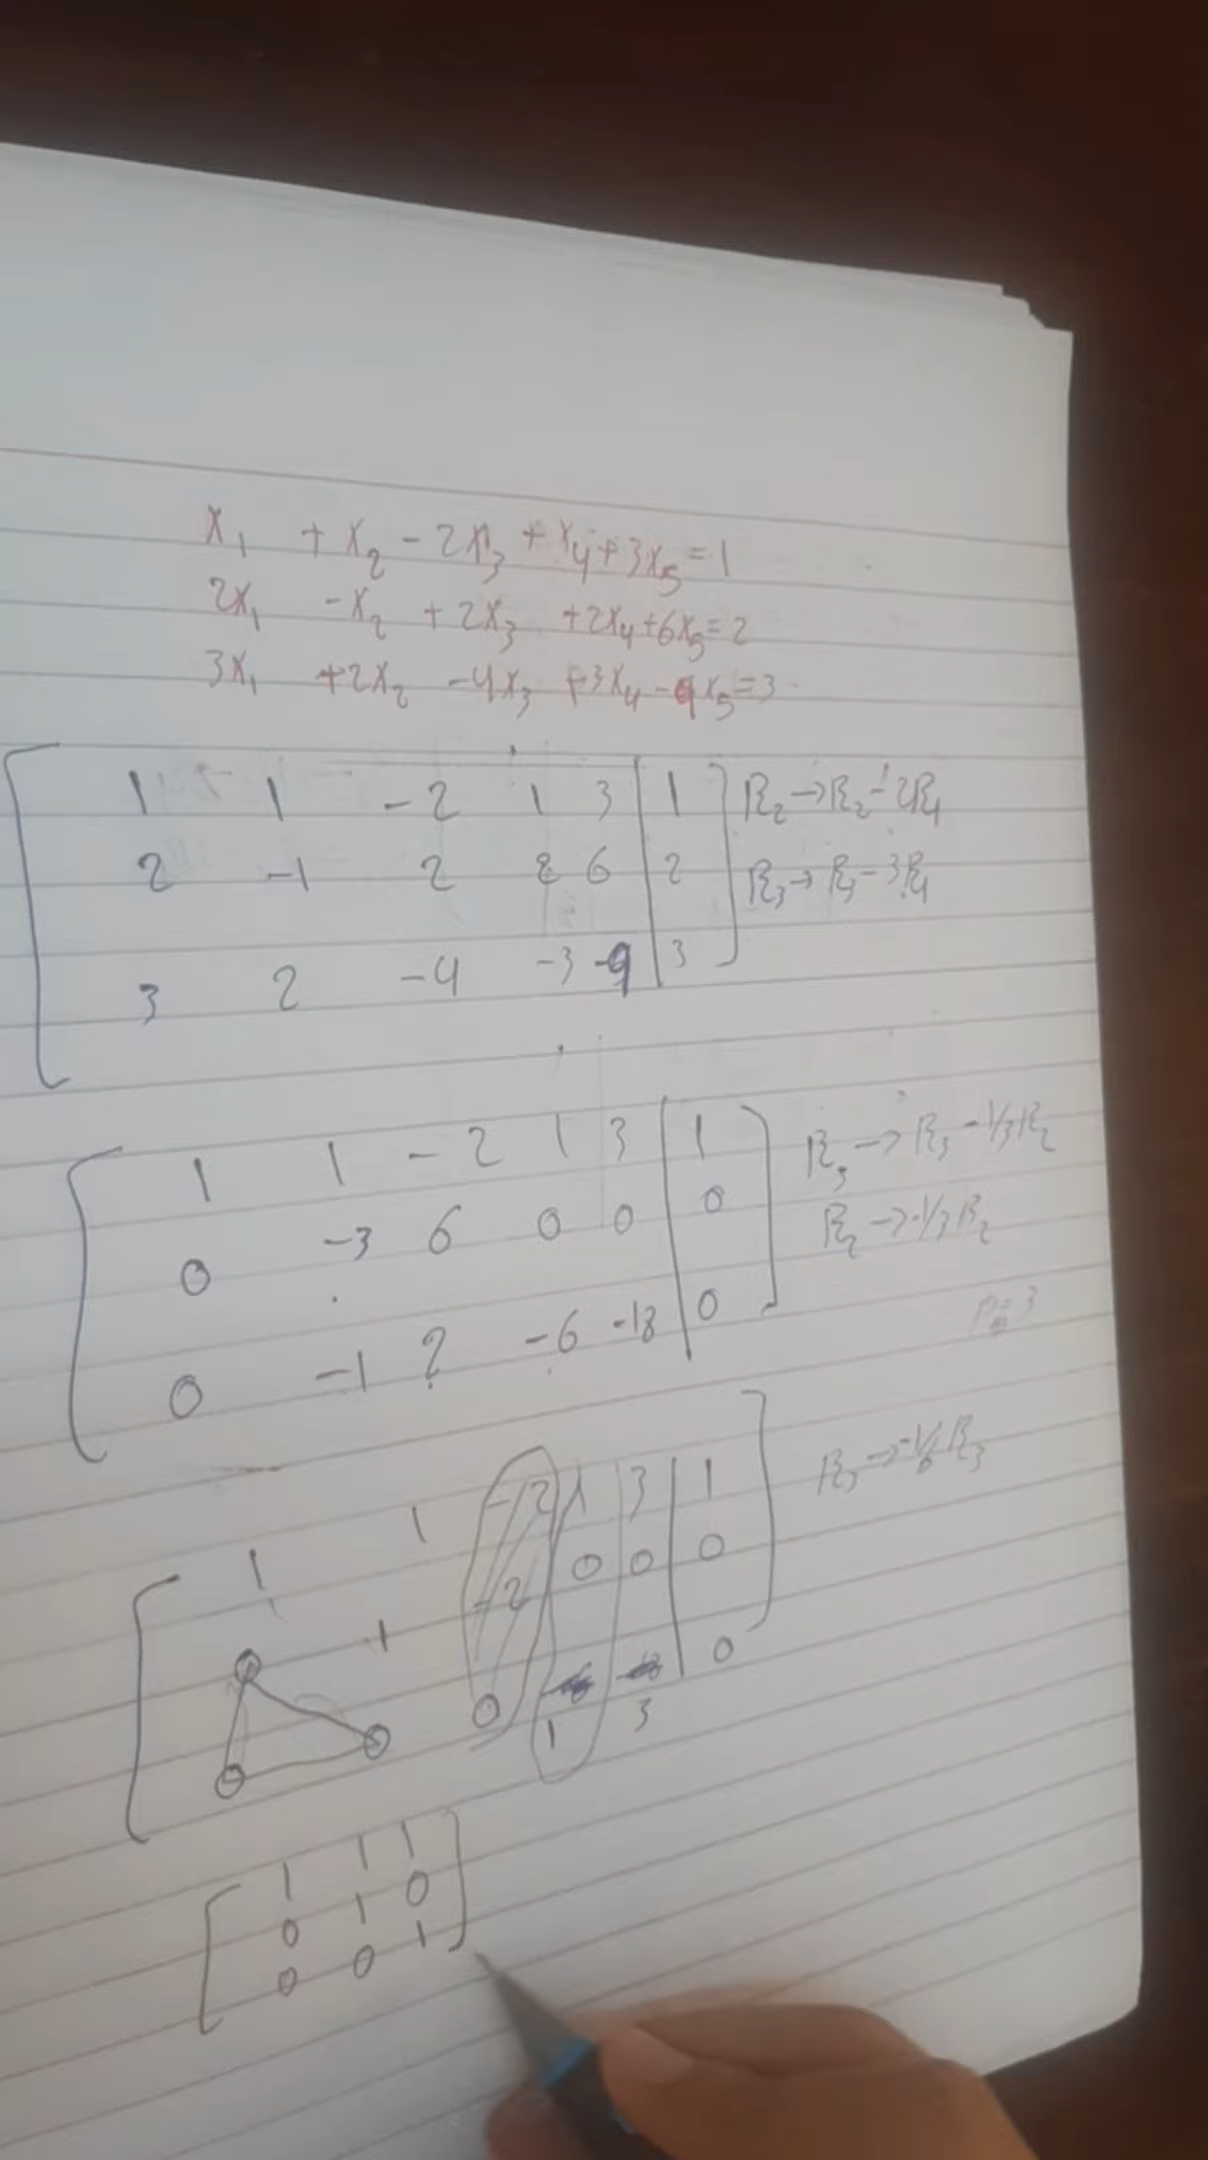 x₁ + x₂ - 2x₃ + x₄ + 3x₅ = 1
2x₁ - x₂ + 2x₃ + 2x₄ + 6x₅ = 2
3x₁ + 2x₂ - 4x₃ + 3x₄ - 9x₅ = 3
1 1 -2 1 3 | 1 R₂ → R₂ - 2R₁
2 -1 2 2 6 | 2 R₃ → R₃ - 3R₁
3 2 -4 -3 -9 | 3
1 1 -2 1 3 | 1 R₃ → R₃ - 1/3 R₂
0 -3 6 0 0 | 0 R₂ → -1/3 R₂
0 -1 2 -6 -18 | 0
1 1 -2 1 3 | 1 R₃ → -1/6 R₃
0 1 -2 0 0 | 0
0 0 0 1 3 | 0
1 1 1
0 1 0
0 0 1